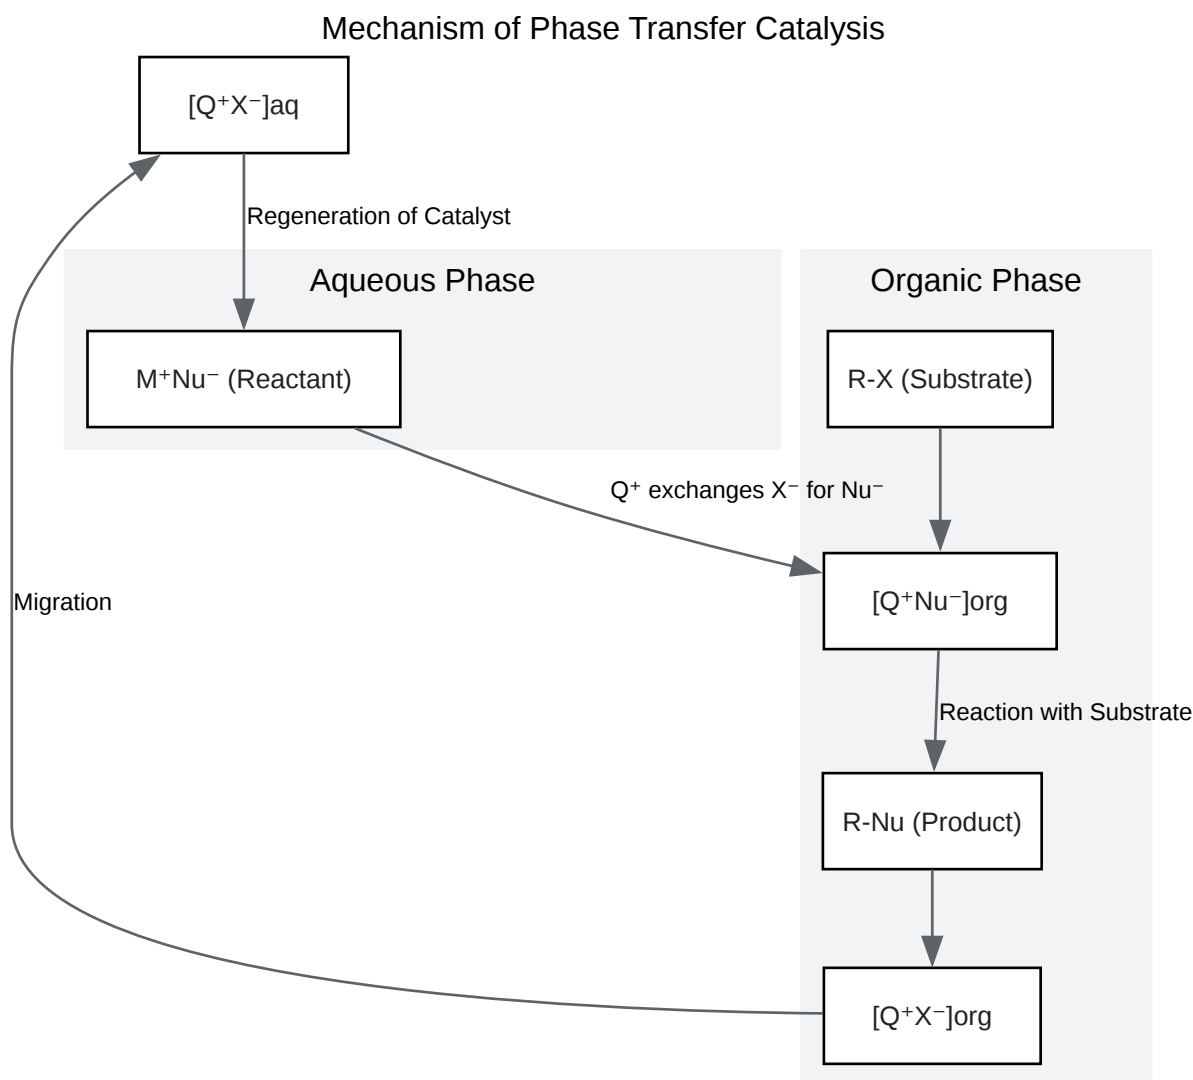 Mechanism of Phase Transfer Catalysis
[Q⁺X⁻]aq
Regeneration of Catalyst
Aqueous Phase
Organic Phase
M⁺Nu⁻ (Reactant)
R-X (Substrate)
Q⁺ exchanges X⁻ for Nu⁻
[Q⁺Nu⁻]org
Migration
Reaction with Substrate
R-Nu (Product)
[Q⁺X⁻]org